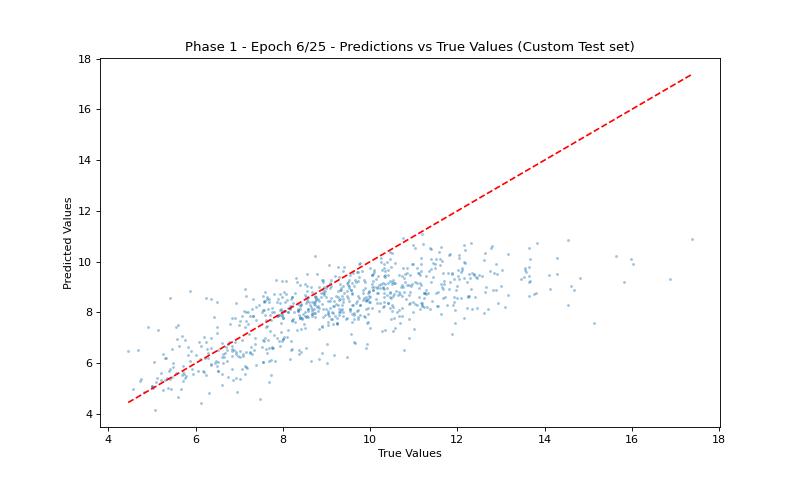 Phase 1 - Epoch 6/25 - Predictions vs True Values (Custom Test set)
18
16
14
12
10
8
6
4
Predicted Values
4 6 8 10 12 14 16 18
True Values